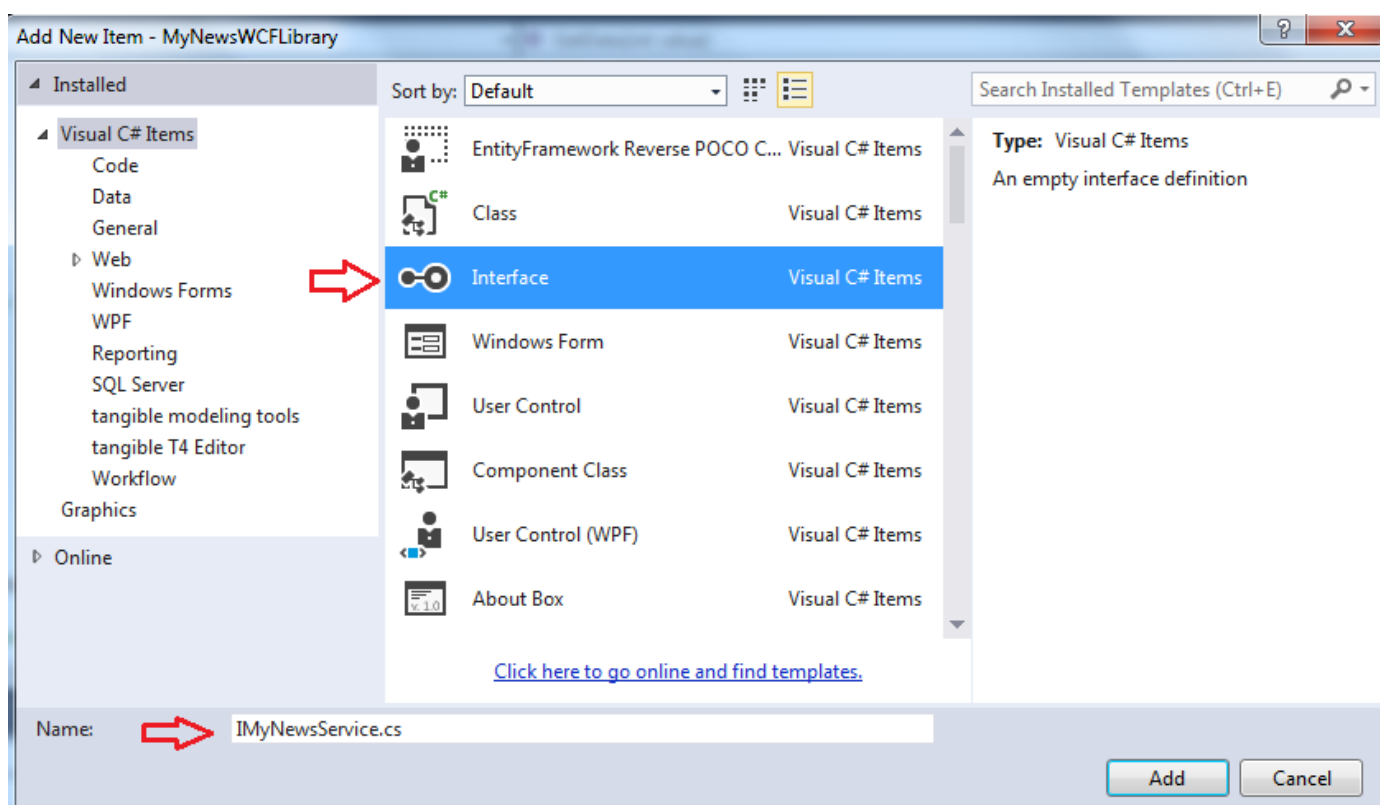 Add New Item - MyNewsWCFLibrary
?
x
Installed
Visual C# Items
Code
Data
General
Web
Windows Forms
WPF
Reporting
SQL Server
tangible modeling tools
tangible T4 Editor
Workflow
Graphics
Online
Sort by: Default
EntityFramework Reverse POCO C... Visual C# Items
C#
Class Visual C# Items
Interface Visual C# Items
Windows Form Visual C# Items
User Control Visual C# Items
Component Class Visual C# Items
User Control (WPF) Visual C# Items
v. 1.0
About Box Visual C# Items
Click here to go online and find templates.
Search Installed Templates (Ctrl+E)
Type: Visual C# Items
An empty interface definition
Name: IMyNewsService.cs
Add Cancel